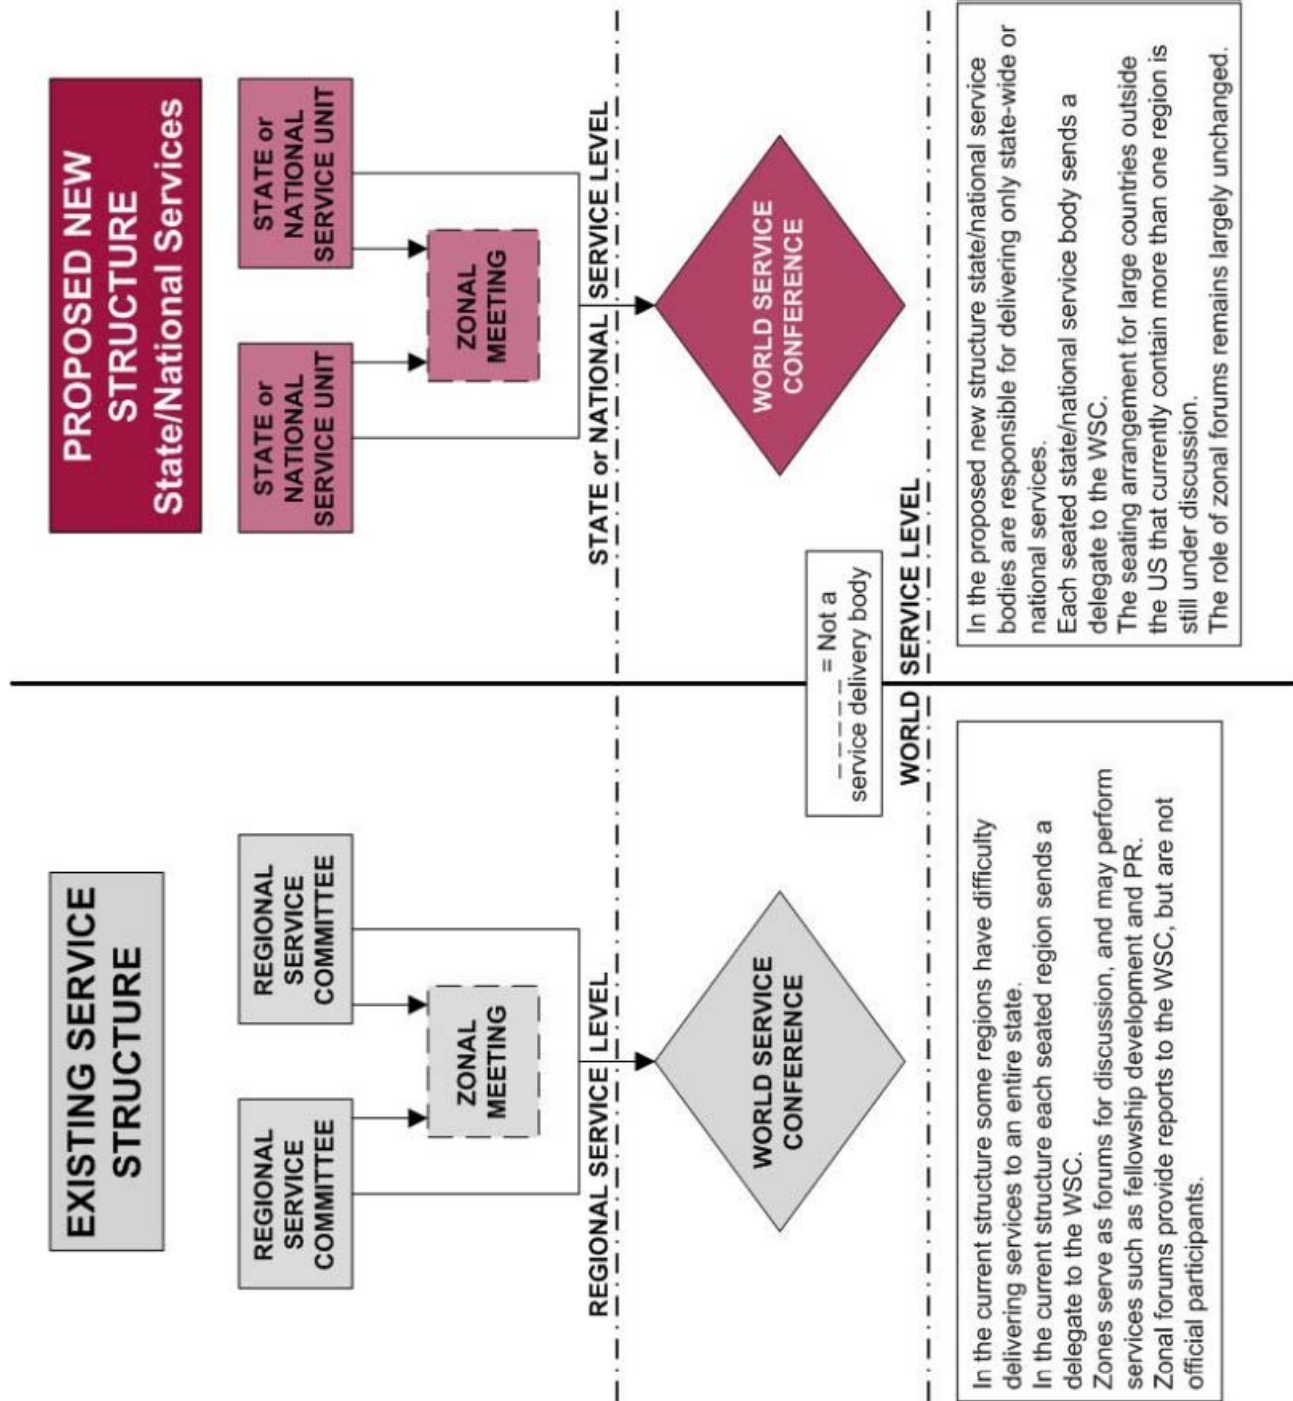 EXISTING SERVICE
STRUCTURE
REGIONAL
SERVICE
COMMITTEE
REGIONAL
SERVICE
COMMITTEE
ZONAL
MEETING
REGIONAL SERVICE LEVEL
WORLD SERVICE
CONFERENCE
In the current structure some regions have difficulty
delivering services to an entire state.
In the current structure each seated region sends a
delegate to the WSC.
Zones serve as forums for discussion, and may perform
services such as fellowship development and PR.
Zonal forums provide reports to the WSC, but are not
official participants.
PROPOSED NEW
STRUCTURE
State/National Services
STATE or
NATIONAL
SERVICE UNIT
STATE or
NATIONAL
SERVICE UNIT
ZONAL
MEETING
STATE or NATIONAL SERVICE LEVEL
WORLD SERVICE
CONFERENCE
– – – – – = Not a
service delivery body
WORLD SERVICE LEVEL
In the proposed new structure state/national service
bodies are responsible for delivering only state-wide or
national services.
Each seated state/national service body sends a
delegate to the WSC.
The seating arrangement for large countries outside
the US that currently contain more than one region is
still under discussion.
The role of zonal forums remains largely unchanged.